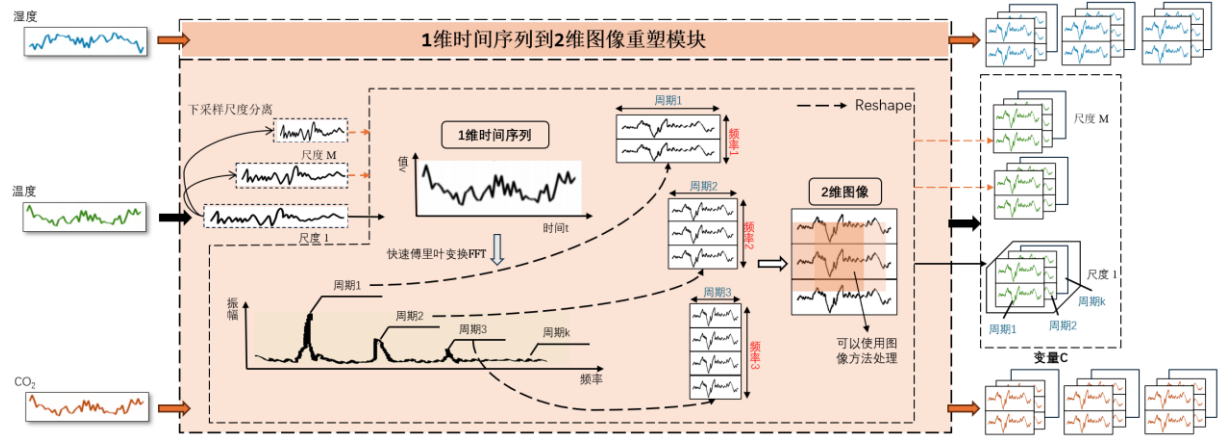 湿度
1维时间序列到2维图像重塑模块
下采样尺度分离
尺度 M
温度
尺度 1
1维时间序列
值v
时间t
快速傅里叶变换FFT
周期1
频率1
Reshape
周期2
频率2
2维图像
周期3
频率3
可以使用图
像方法处理
振幅
周期1
周期2
周期3
周期k
频率
尺度 M
尺度 1
周期k
周期2
周期1
变量C
CO₂